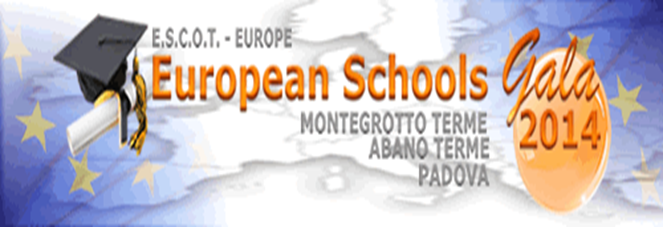 E.S.C.O.T. - EUROPE
European Schools
Gala
2014
MONTEGROTTO TERME
ABANO TERME
PADOVA